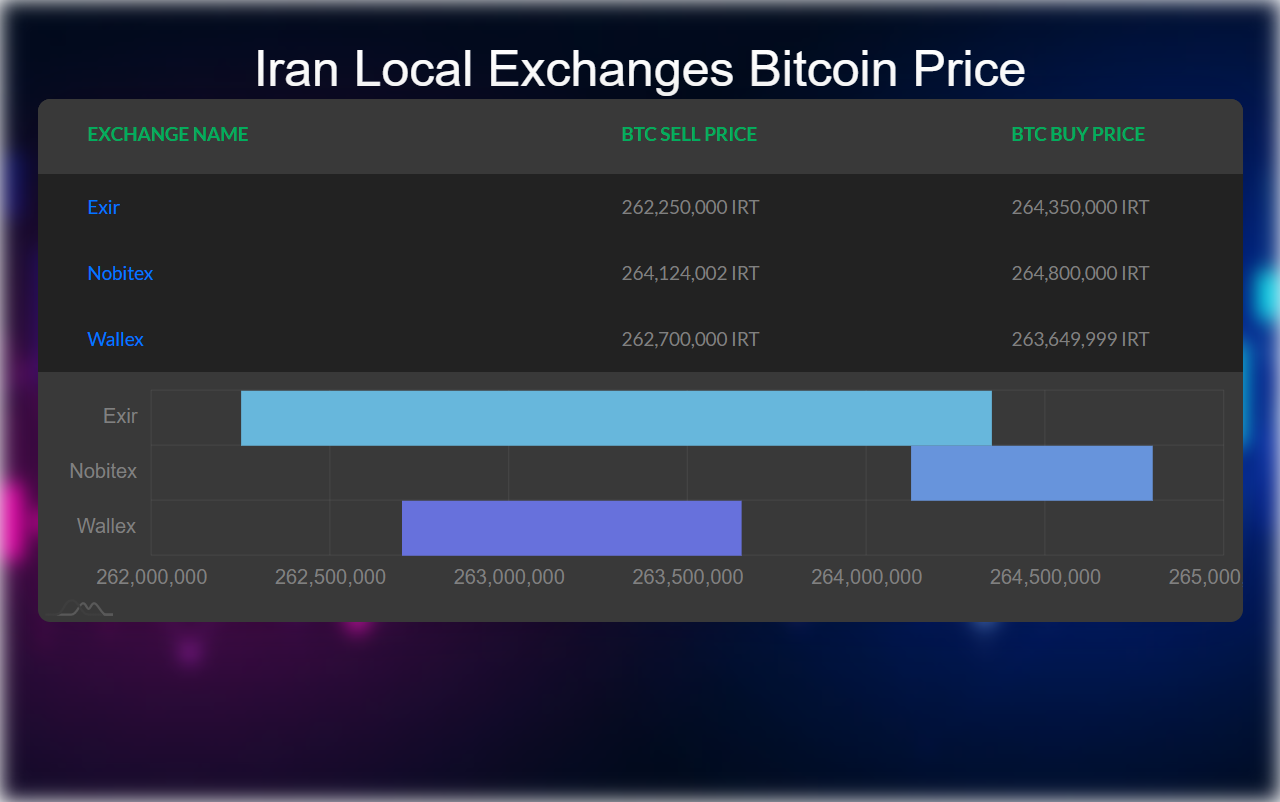 Iran Local Exchanges Bitcoin Price
EXCHANGE NAME BTC SELL PRICE BTC BUY PRICE
Exir 262,250,000 IRT 264,350,000 IRT
Nobitex 264,124,002 IRT 264,800,000 IRT
Wallex 262,700,000 IRT 263,649,999 IRT
Exir
Nobitex
Wallex
262,000,000 262,500,000 263,000,000 263,500,000 264,000,000 264,500,000 265,000